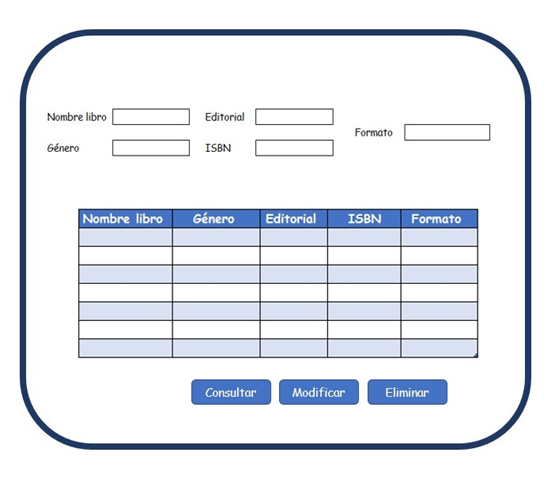 Nombre libro
Editorial
Formato
Género
ISBN
Nombre libro Género Editorial ISBN Formato
Consultar Modificar Eliminar